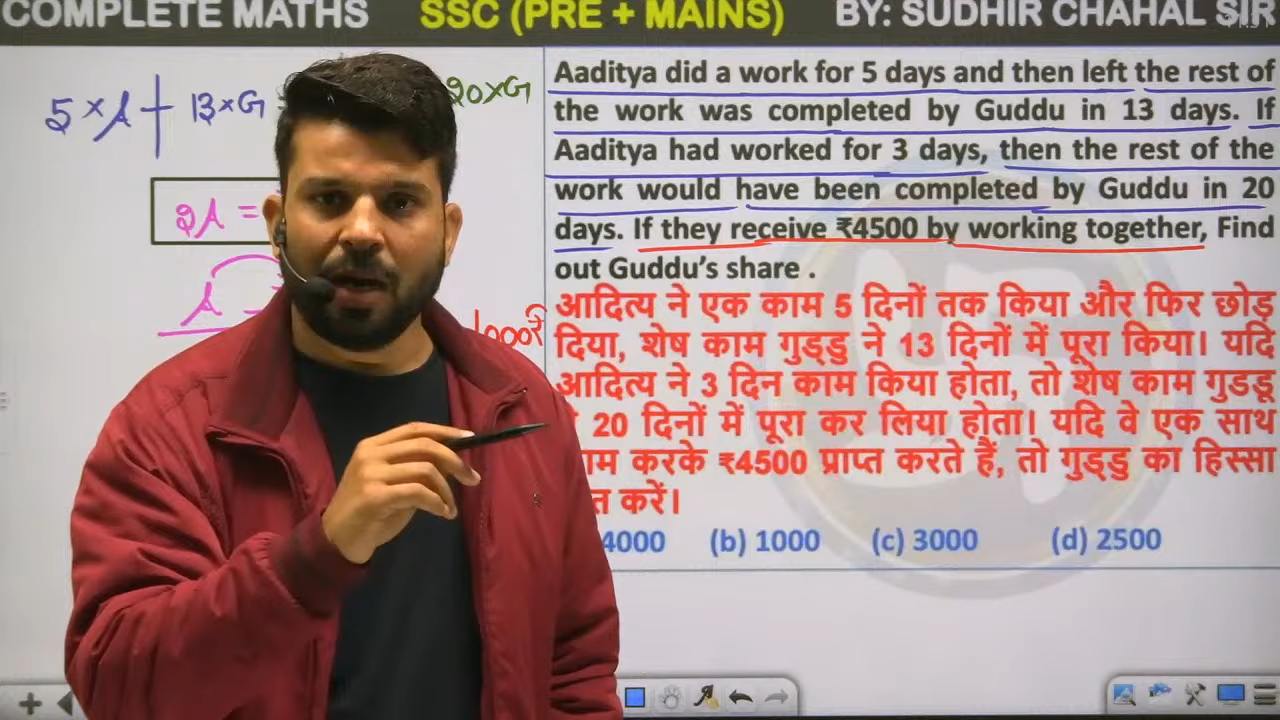 COMPLETE MATHS SSC (PRE + MAINS) BY: SUDHIR CHAHAL SIR
5×A + 13×G 20×G
2A =
A
1000₹
Aaditya did a work for 5 days and then left the rest of
the work was completed by Guddu in 13 days. If
Aaditya had worked for 3 days, then the rest of the
work would have been completed by Guddu in 20
days. If they receive ₹4500 by working together, Find
out Guddu's share .
आदित्य ने एक काम 5 दिनों तक किया और फिर छोड़
दिया, शेष काम गुड्डु ने 13 दिनों में पूरा किया। यदि
आदित्य ने 3 दिन काम किया होता, तो शेष काम गुडडू
20 दिनों में पूरा कर लिया होता। यदि वे एक साथ
करके ₹4500 प्राप्त करते हैं, तो गुड्डु का हिस्सा
करें।
4000 (b) 1000 (c) 3000 (d) 2500